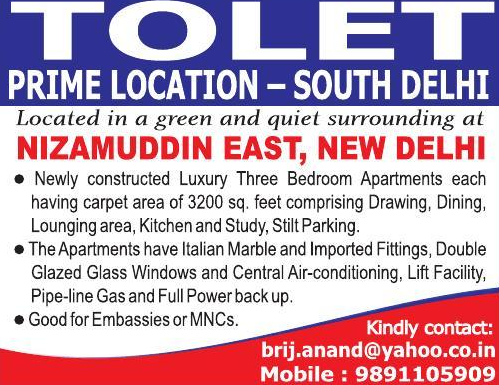 TOLET
PRIME LOCATION – SOUTH DELHI
Located in a green and quiet surrounding at
NIZAMUDDIN EAST, NEW DELHI
● Newly constructed Luxury Three Bedroom Apartments each
having carpet area of 3200 sq. feet comprising Drawing, Dining,
Lounging area, Kitchen and Study, Stilt Parking.
● The Apartments have Italian Marble and Imported Fittings, Double
Glazed Glass Windows and Central Air-conditioning, Lift Facility,
Pipe-line Gas and Full Power back up.
● Good for Embassies or MNCs.
Kindly contact:
brij.anand@yahoo.co.in
Mobile : 9891105909